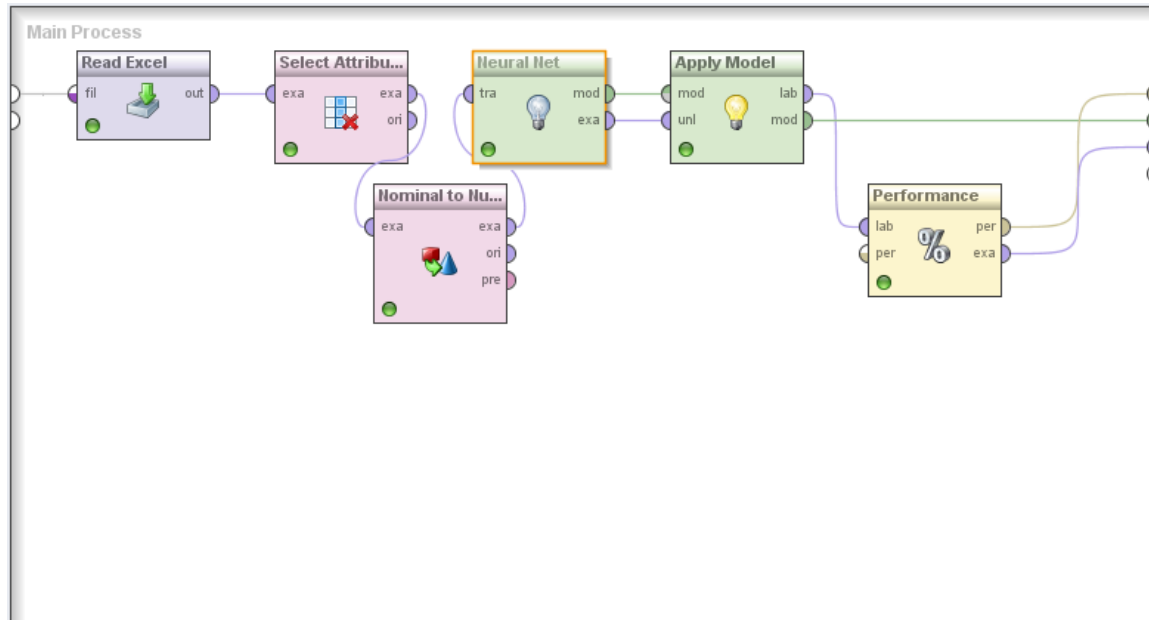 Main Process
Read Excel
fil out
Select Attribu...
exa exa
ori
Neural Net
tra mod
exa
Apply Model
mod lab
unl mod
Nominal to Nu...
exa exa
ori
pre
Performance
lab per
per exa
%